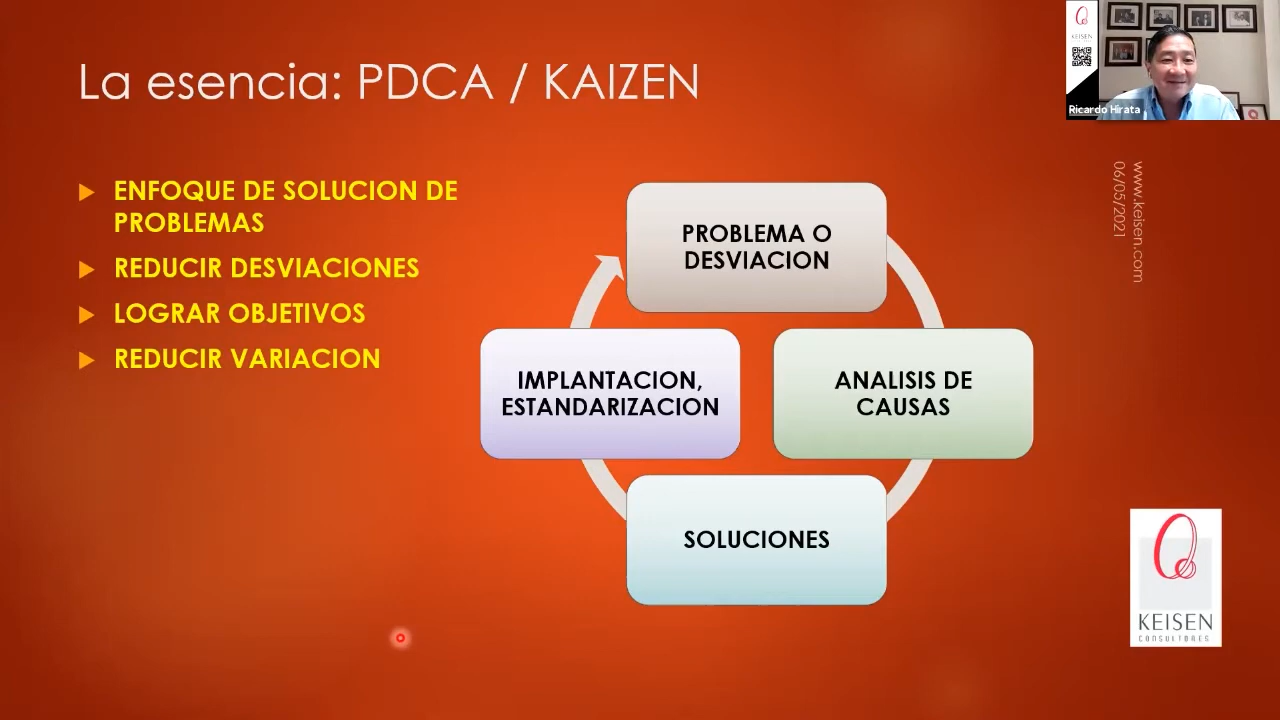 La esencia: PDCA / KAIZEN
ENFOQUE DE SOLUCION DE
PROBLEMAS
REDUCIR DESVIACIONES
LOGRAR OBJETIVOS
REDUCIR VARIACION
PROBLEMA O
DESVIACION
ANALISIS DE
CAUSAS
SOLUCIONES
IMPLANTACION,
ESTANDARIZACION
KEISEN
Ricardo Hirata
www.keisen.com
06/05/2021
KEISEN
CONSULTORES